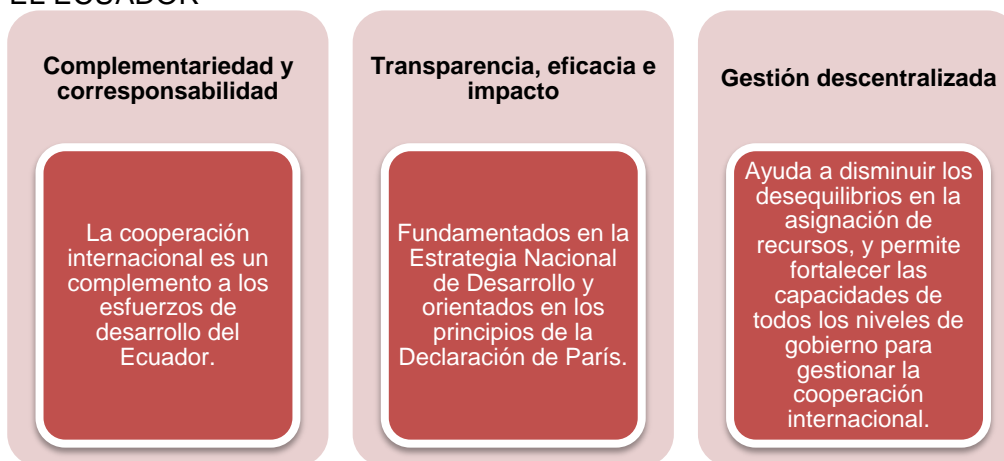 EL ECUADOR
Complementariedad y
corresponsabilidad
La cooperación
internacional es un
complemento a los
esfuerzos de
desarrollo del
Ecuador.
Transparencia, eficacia e
impacto
Fundamentados en la
Estrategia Nacional
de Desarrollo y
orientados en los
principios de la
Declaración de París.
Gestión descentralizada
Ayuda a disminuir los
desequilibrios en la
asignación de
recursos, y permite
fortalecer las
capacidades de
todos los niveles de
gobierno para
gestionar la
cooperación
internacional.